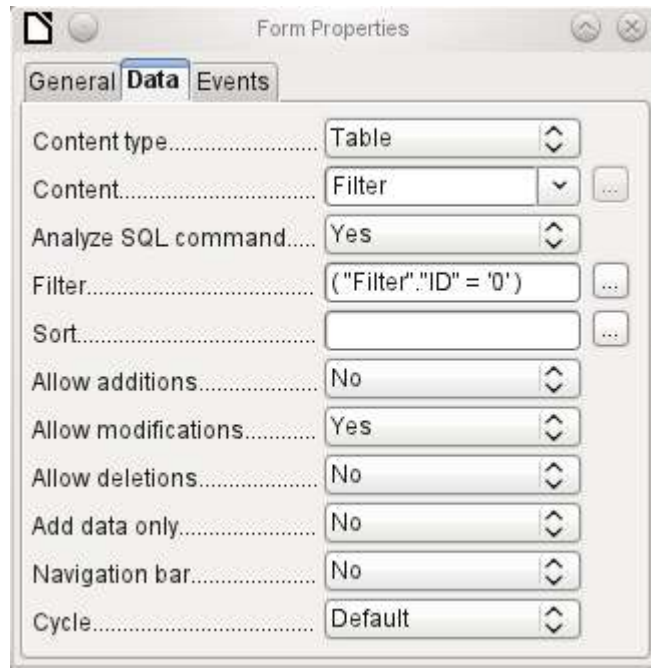 Form Properties
General Data Events
Content type........................ Table
Content................................ Filter ...
Analyze SQL command..... Yes
Filter..................................... ( "Filter"."ID" = '0' ) ...
Sort....................................... ...
Allow additions.................... No
Allow modifications............ Yes
Allow deletions.................... No
Add data only...................... No
Navigation bar..................... No
Cycle..................................... Default